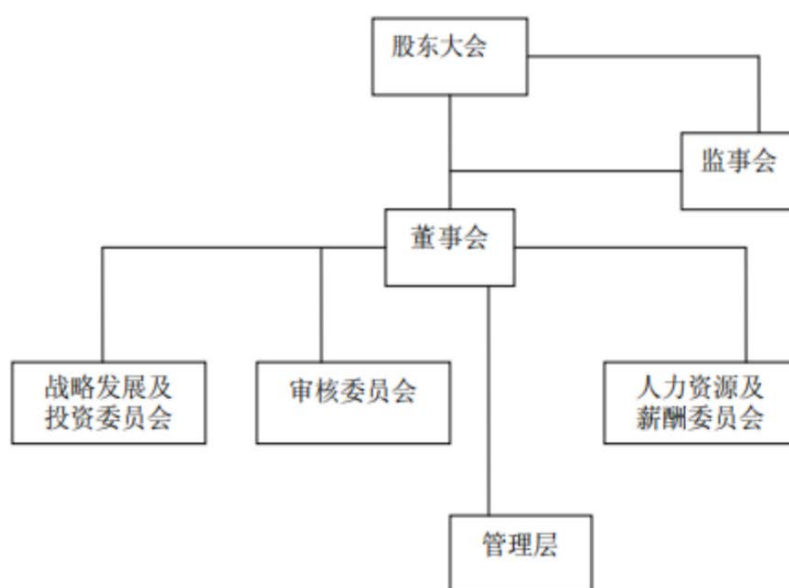 股东大会
监事会
董事会
战略发展及
投资委员会
审核委员会
人力资源及
薪酬委员会
管理层